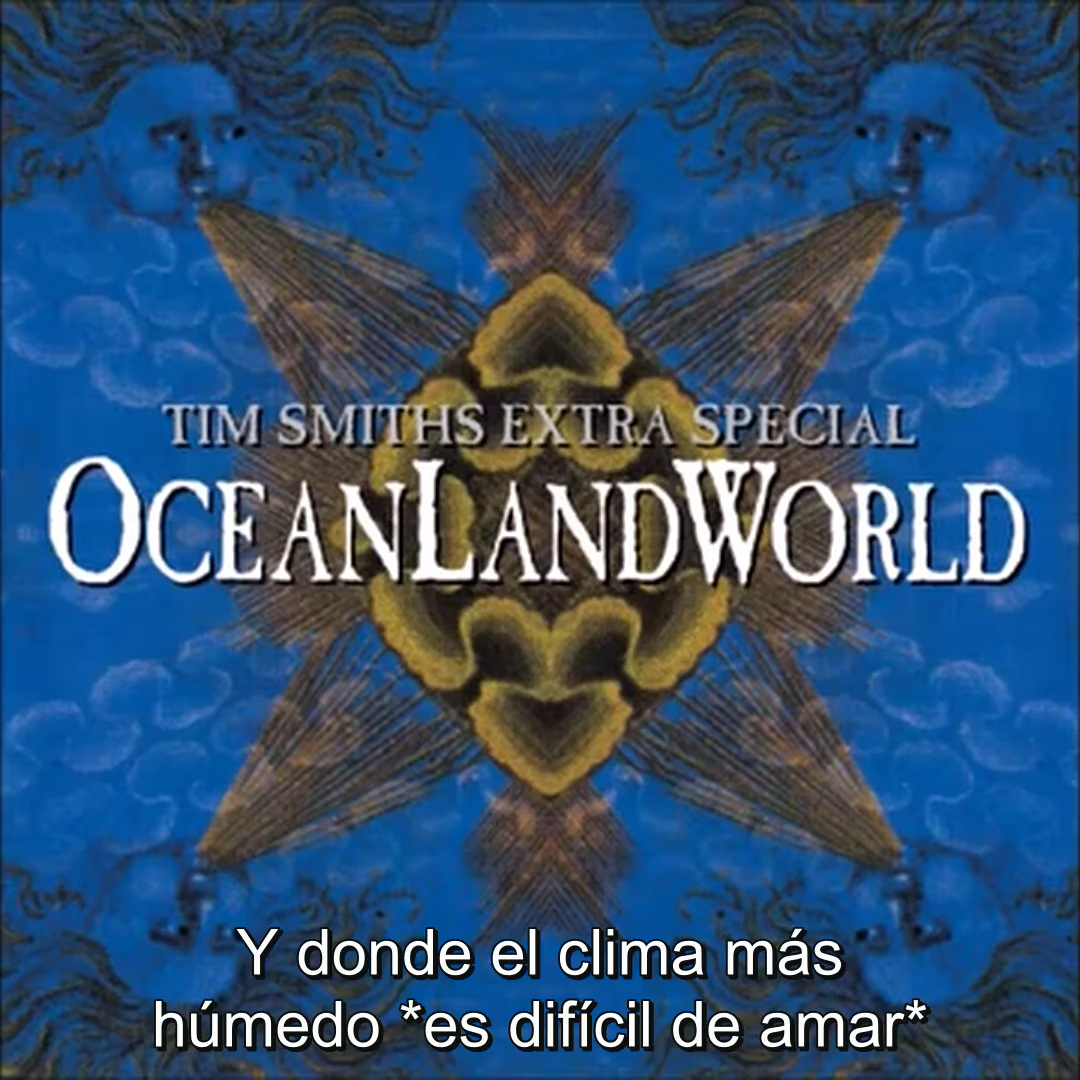 TIM SMITHS EXTRA SPECIAL
OCEANLANDWORLD
Y donde el clima más
húmedo *es difícil de amar*